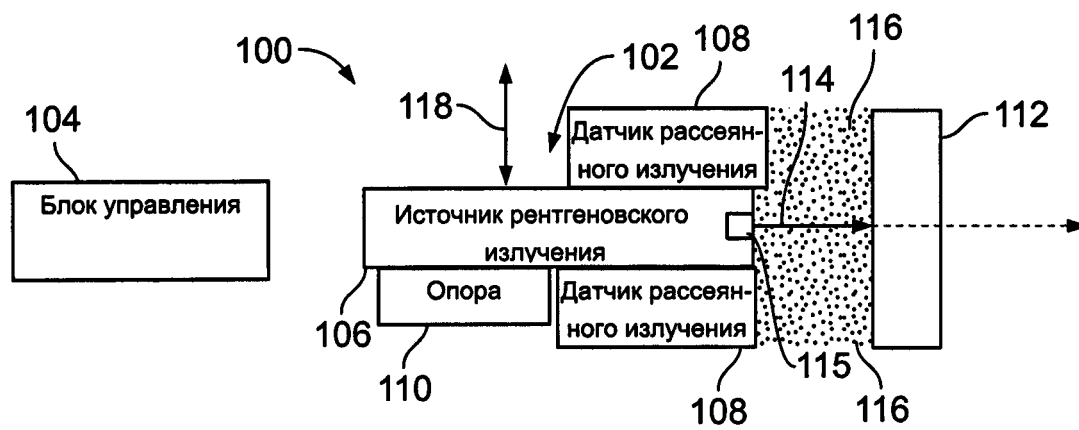 100
118
102
108
116
114
112
104
Датчик рассеян-
ного излучения
Блок управления
Источник рентгеновского
излучения
Опора
Датчик рассеян-
ного излучения
106
110
108
115
116